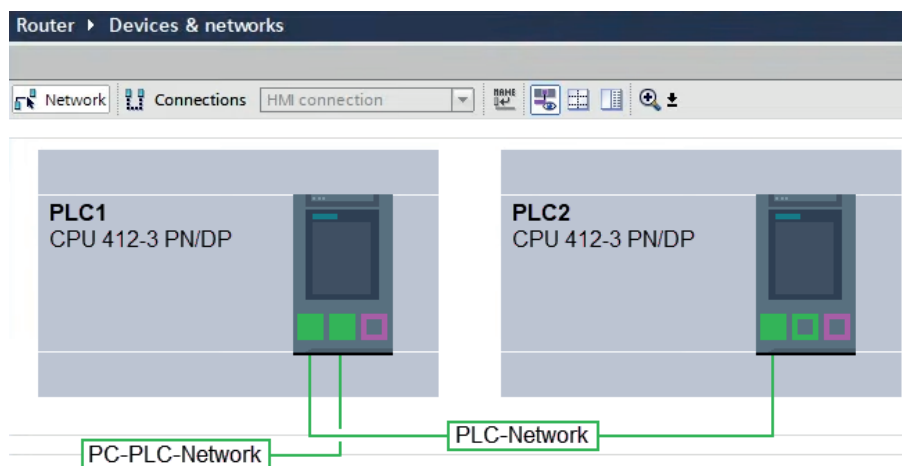 Router ▸ Devices & networks
Network Connections HMI connection NAME
PLC1
CPU 412-3 PN/DP
PLC2
CPU 412-3 PN/DP
PLC-Network
PC-PLC-Network